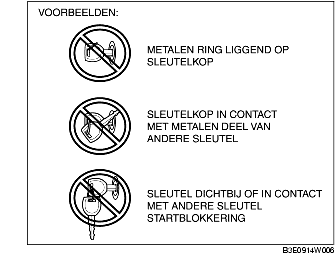 VOORBEELDEN:
METALEN RING LIGGEND OP
SLEUTELKOP
SLEUTELKOP IN CONTACT
MET METALEN DEEL VAN
ANDERE SLEUTEL
SLEUTEL DICHTBIJ OF IN CONTACT
MET ANDERE SLEUTEL
STARTBLOKKERING
B3E0914W006